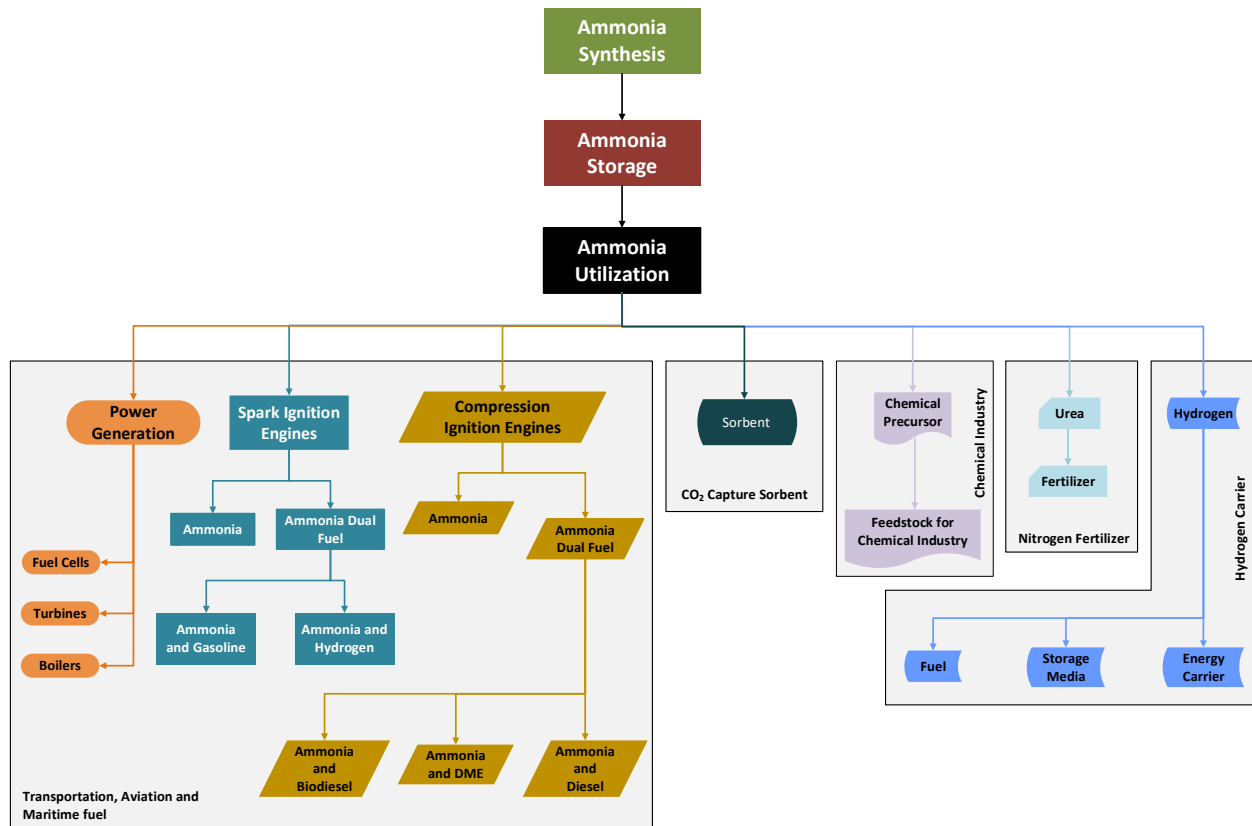 Ammonia
Synthesis
Ammonia
Storage
Ammonia
Utilization
Power
Generation
Fuel Cells
Turbines
Boilers
Spark Ignition
Engines
Ammonia
Ammonia Dual
Fuel
Ammonia
and Gasoline
Ammonia and
Hydrogen
Compression
Ignition Engines
Ammonia
Ammonia
Dual Fuel
Ammonia
and
Biodiesel
Ammonia
and DME
Ammonia
and
Diesel
Transportation, Aviation and
Maritime fuel
Sorbent
CO₂ Capture Sorbent
Chemical
Precursor
Feedstock for
Chemical Industry
Chemical Industry
Urea
Fertilizer
Nitrogen Fertilizer
Hydrogen
Fuel
Storage
Media
Energy
Carrier
Hydrogen Carrier